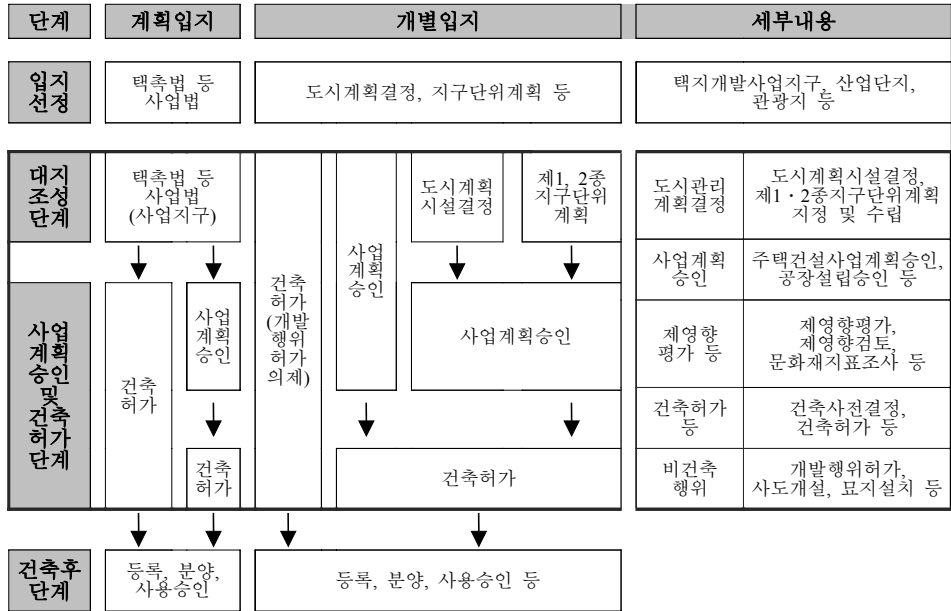 단계
계획입지
개별입지
세부내용
입지
선정
택촉법 등
사업법
도시계획결정, 지구단위계획 등
택지개발사업지구, 산업단지,
관광지 등
대지
조성
단계
택촉법 등
사업법
(사업지구)
건축
허가
(개발
행위
허가
의제)
사업
계획
승인
도시계획
시설결정
제1, 2종
지구단위
계획
도시관리
계획결정
도시계획시설결정,
제1·2종지구단위계획
지정 및 수립
사업계획
승인
주택건설사업계획승인,
공장설립승인 등
사업
계획
승인
및
건축
허가
단계
건축
허가
사업
계획
승인
사업계획승인
제영향
평가 등
제영향평가,
제영향검토,
문화재지표조사 등
건축허가
등
건축사전결정,
건축허가 등
건축
허가
건축허가
비건축
행위
개발행위허가,
사도개설, 묘지설치 등
건축후
단계
등록, 분양,
사용승인
등록, 분양, 사용승인 등